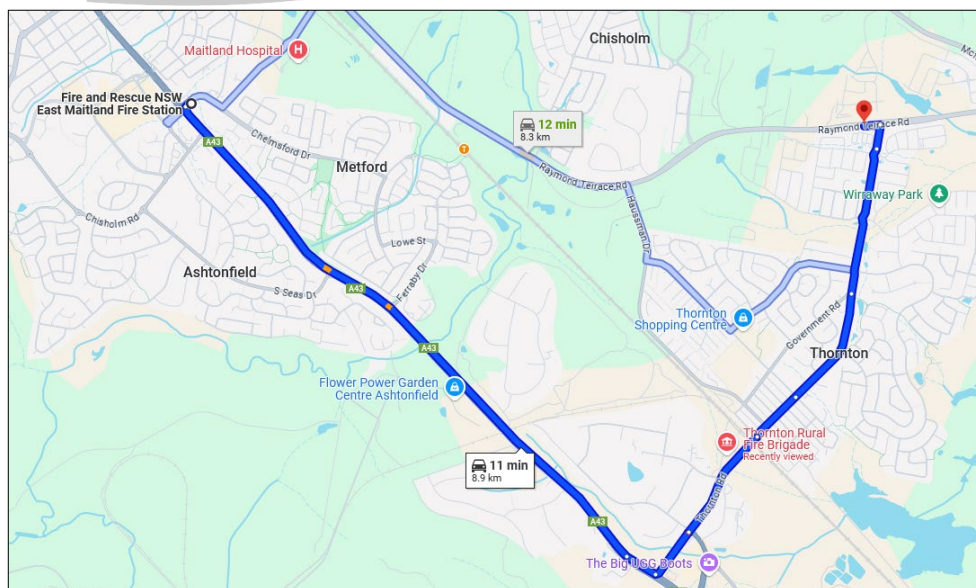 Chisholm
Maitland Hospital
H
Fire and Rescue NSW
East Maitland Fire Station
12 min
8.3 km
Raymond Terrace Rd
A43
Chelmsford Dr
T
Metford
Raymond Terrace Rd
Wirraway Park
Haussman Dr
Chisholm Rd
Lowe St
Ashtonfield
Ferraby Dr
S Seas Dr
A43
Thornton
Shopping Centre
Government Rd
A43
Thornton
Flower Power Garden
Centre Ashtonfield
Thornton Rural
Fire Brigade
Recently viewed
11 min
8.9 km
Thornton Rd
A43
The Big UGG Boots